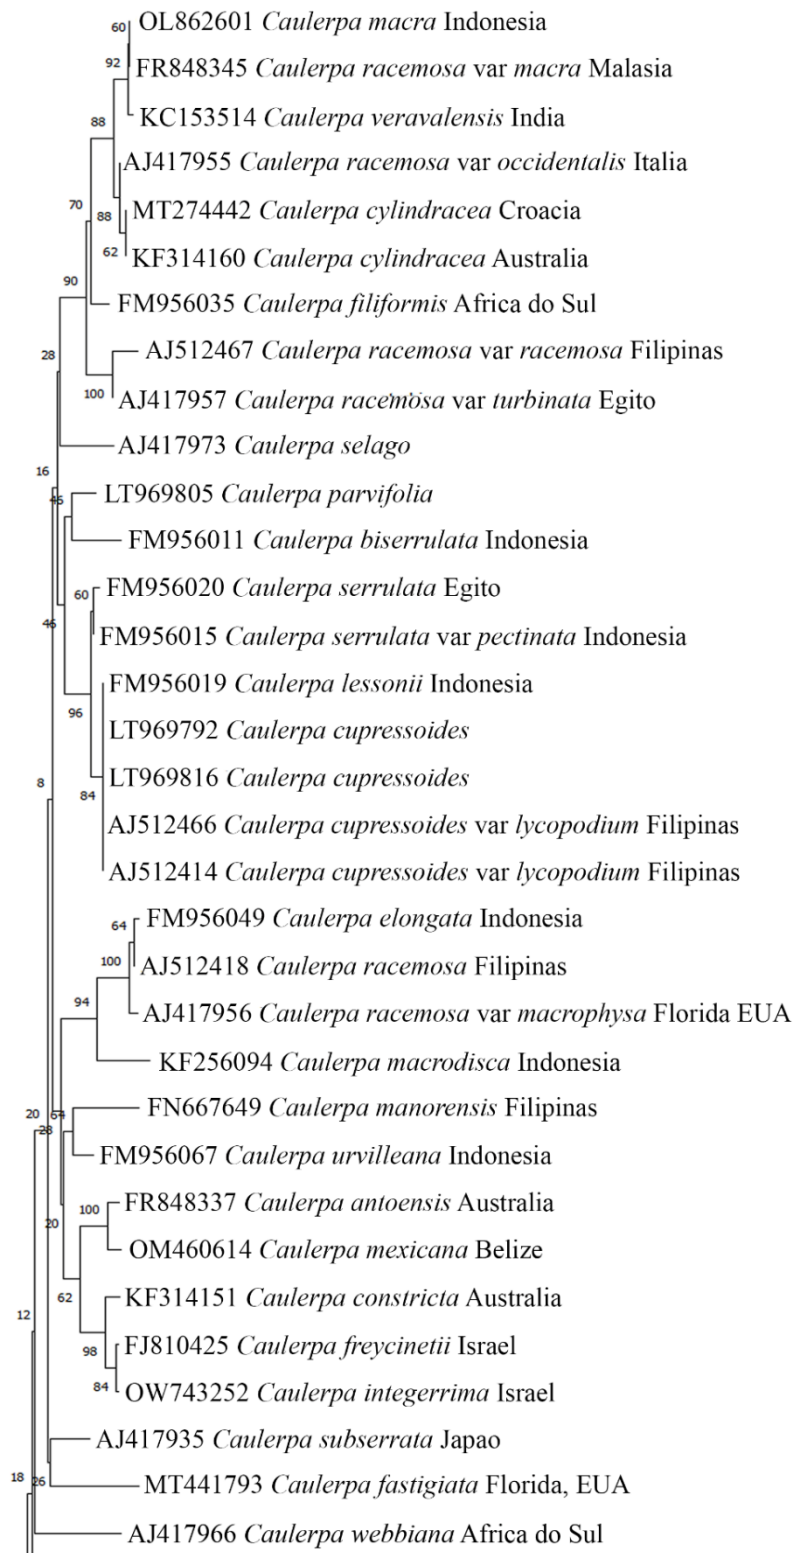 60
OL862601 Caulerpa macra Indonesia
92
FR848345 Caulerpa racemosa var macra Malasia
KC153514 Caulerpa veravalensis India
88
AJ417955 Caulerpa racemosa var occidentalis Italia
70
88
MT274442 Caulerpa cylindracea Croacia
62
KF314160 Caulerpa cylindracea Australia
90
FM956035 Caulerpa filiformis Africa do Sul
28
AJ512467 Caulerpa racemosa var racemosa Filipinas
100
AJ417957 Caulerpa racemosa var turbinata Egito
AJ417973 Caulerpa selago
16
46
LT969805 Caulerpa parvifolia
FM956011 Caulerpa biserrulata Indonesia
60
FM956020 Caulerpa serrulata Egito
46
FM956015 Caulerpa serrulata var pectinata Indonesia
FM956019 Caulerpa lessonii Indonesia
96
LT969792 Caulerpa cupressoides
8
84
LT969816 Caulerpa cupressoides
AJ512466 Caulerpa cupressoides var lycopodium Filipinas
AJ512414 Caulerpa cupressoides var lycopodium Filipinas
64
FM956049 Caulerpa elongata Indonesia
100
AJ512418 Caulerpa racemosa Filipinas
94
AJ417956 Caulerpa racemosa var macrophysa Florida EUA
KF256094 Caulerpa macrodisca Indonesia
20
64
28
FN667649 Caulerpa manorensis Filipinas
FM956067 Caulerpa urvilleana Indonesia
100
FR848337 Caulerpa antoensis Australia
20
OM460614 Caulerpa mexicana Belize
62
KF314151 Caulerpa constricta Australia
12
98
FJ810425 Caulerpa freycinetii Israel
84
OW743252 Caulerpa integerrima Israel
AJ417935 Caulerpa subserrata Japao
18
26
MT441793 Caulerpa fastigiata Florida, EUA
AJ417966 Caulerpa webbiana Africa do Sul